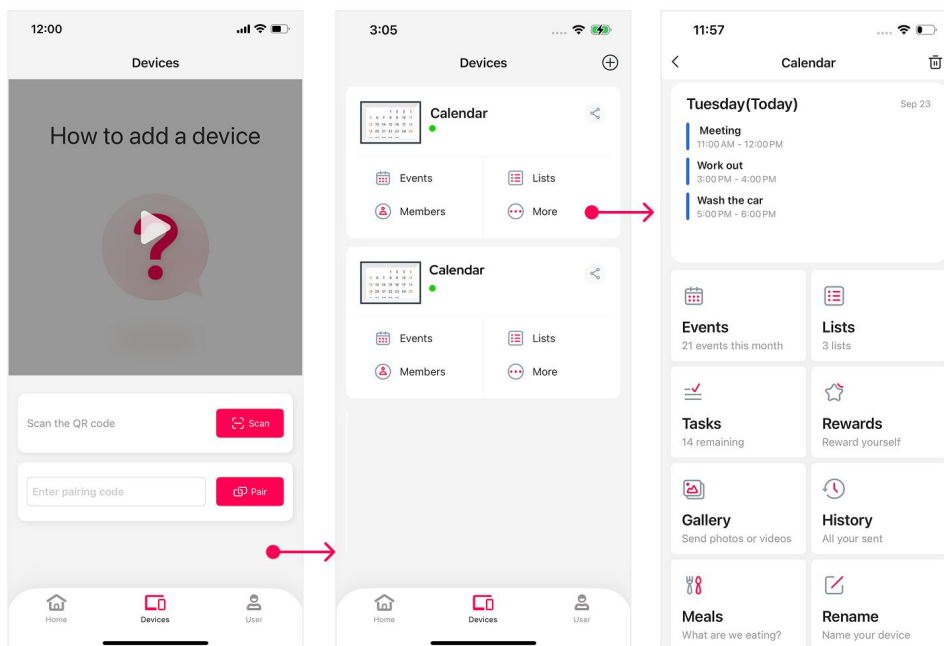 12:00
Devices
How to add a device
?
Scan the QR code
Scan
Enter pairing code
Pair
Home
Devices
User
3:05
Devices
Calendar
Events
Lists
Members
More
Calendar
Events
Lists
Members
More
Home
Devices
User
11:57
Calendar
Tuesday(Today)
Sep 23
Meeting
11:00 AM - 12:00 PM
Work out
3:00 PM - 4:00 PM
Wash the car
5:00 PM - 6:00 PM
Events
21 events this month
Lists
3 lists
Tasks
14 remaining
Rewards
Reward yourself
Gallery
Send photos or videos
History
All your sent
Meals
What are we eating?
Rename
Name your device